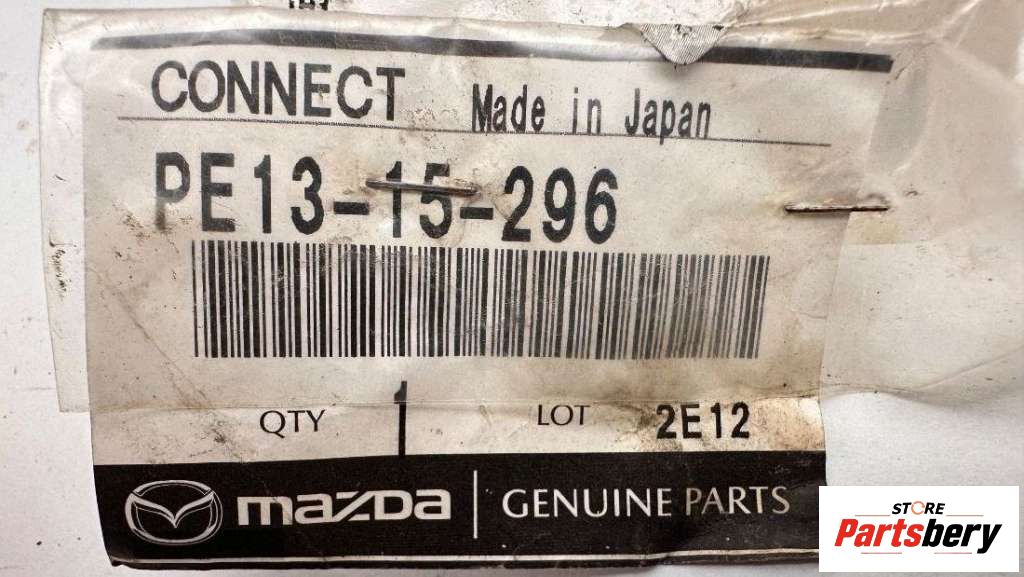 CONNECT Made in Japan
PE13-15-296
QTY 1 LOT 2E12
mazda GENUINE PARTS
STORE
Partsbery